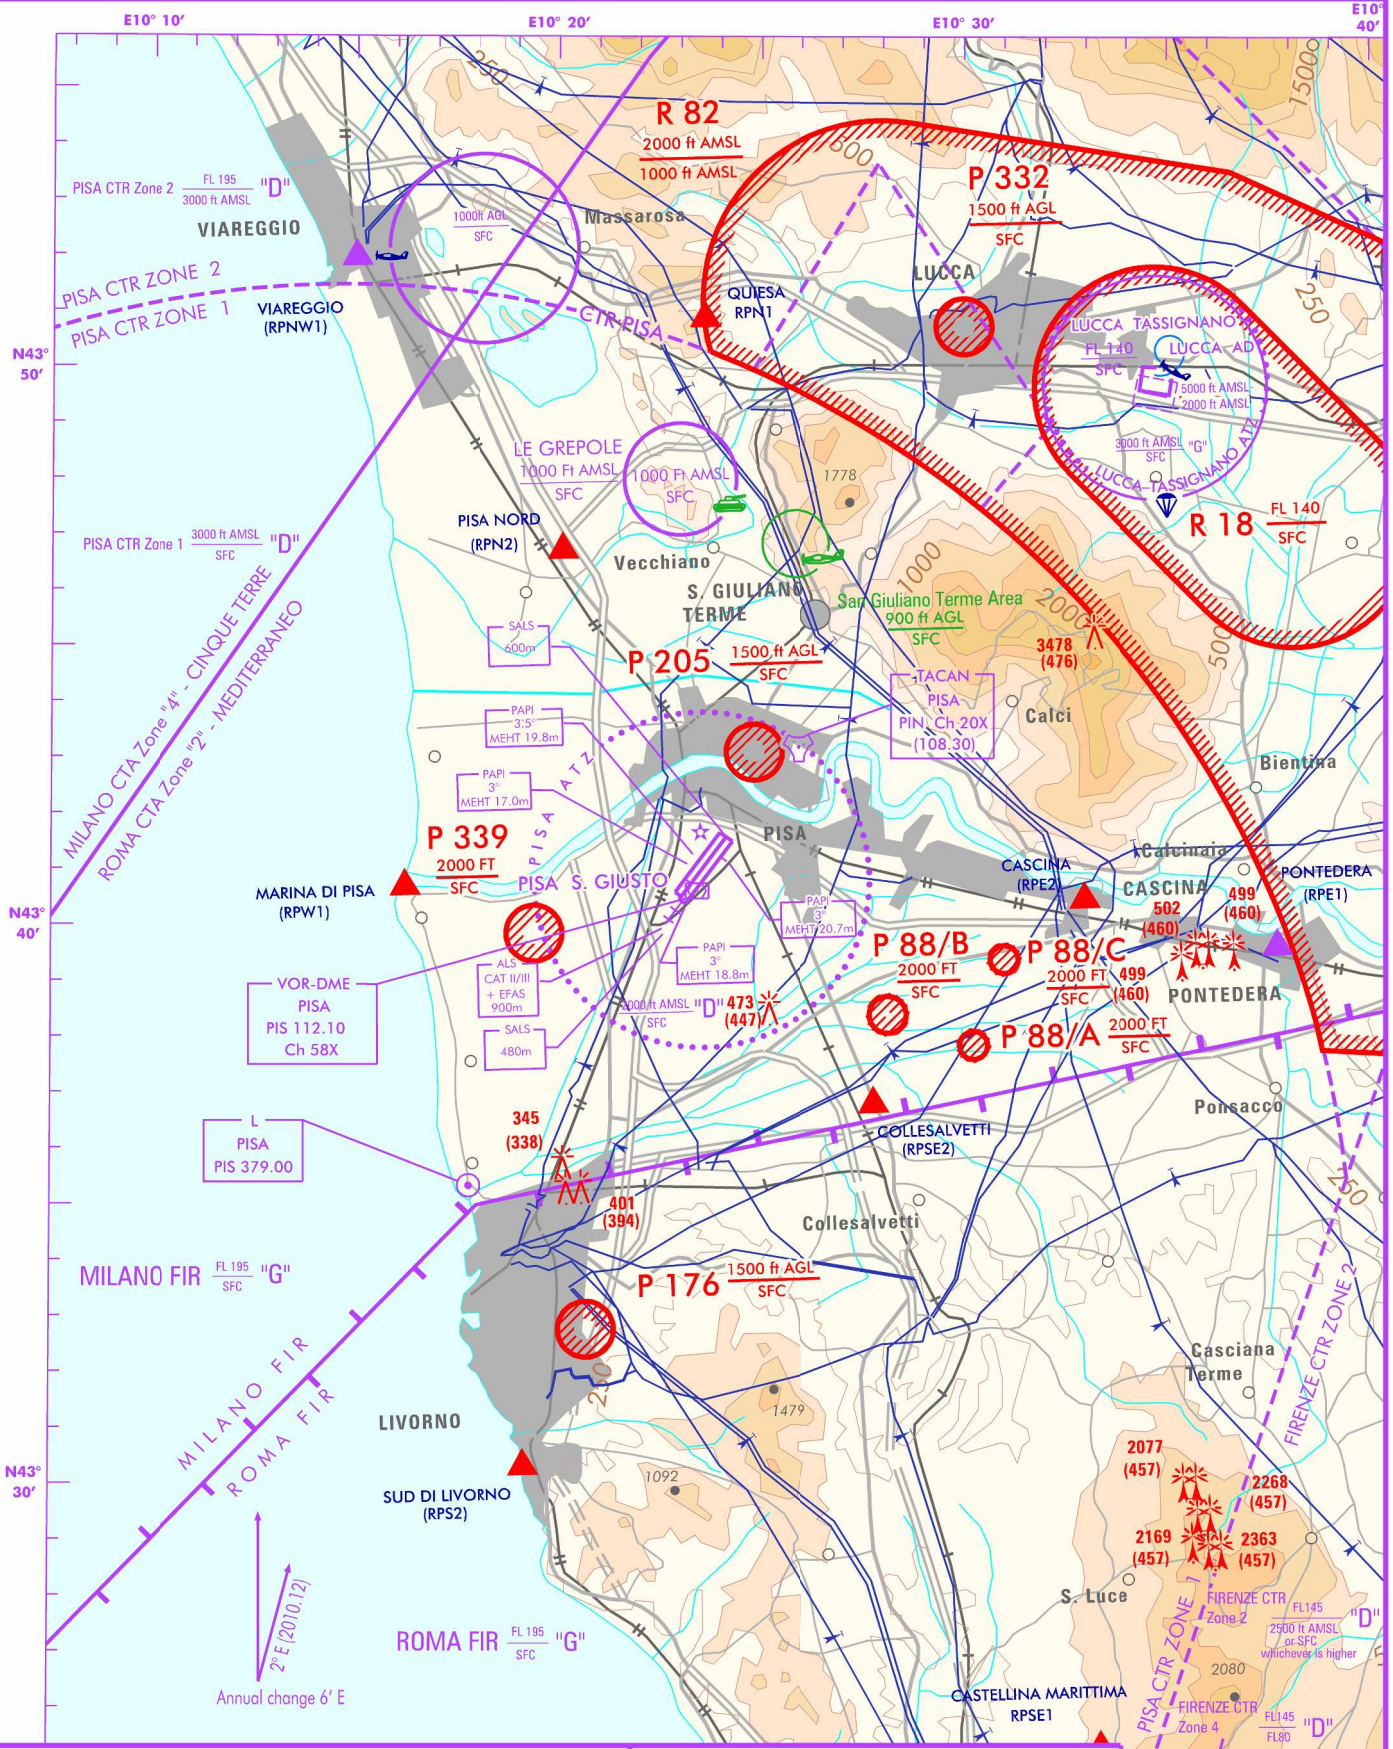 E10° 10′
E10° 20′
E10° 30′
E10°
40′
250
R 82
2000 ft AMSL
1000 ft AMSL
1500
500
P 332
1500 ft AGL
SFC
PISA CTR Zone 2 FL 195 "D"
3000 ft AMSL
VIAREGGIO
1000ft AGL
SFC
Massarosa
LUCCA
PISA CTR ZONE 2
PISA CTR ZONE 1
VIAREGGIO
(RPNW1)
CTR PISA
QUIESA
RPN1
250
LUCCA TASSIGNANO
FL 140
SFC
LUCCA AD
5000 ft AMSL
2000 ft AMSL
3000 ft AMSL "G"
SFC
LUCCA-TASSIGNANO ATZ
N43°
50′
LE GREPOLE
1000 Ft AMSL
SFC
1000 Ft AMSL
SFC
1778
R 18 FL 140
SFC
PISA NORD
(RPN2)
PISA CTR Zone 1 3000 ft AMSL "D"
SFC
Vecchiano
1000
S. GIULIANO
TERME
San Giuliano Terme Area
900 ft AGL
SFC
2000
500
MILANO CTA Zone "4" - CINQUE TERRE
ROMA CTA Zone "2" - MEDITERRANEO
SALS
600m
3478
(476)
P 205 1500 ft AGL
SFC
TACAN
PISA
PIN Ch 20X
(108.30)
Calci
PAPI
3.5°
MEHT 19.8m
Bientina
PAPI
3°
MEHT 17.0m
PISA ATZ
P 339
2000 FT
SFC
PISA
Calcinaia
CASCINA
(RPE2)
PISA S. GIUSTO
MARINA DI PISA
(RPW1)
CASCINA
PONTEDERA
(RPE1)
502
(460)
499
(460)
PAPI
3°
MEHT 20.7m
N43°
40′
P 88/B
2000 FT
SFC
P 88/C
2000 FT
SFC
499
(460)
PONTEDERA
PAPI
3°
MEHT 18.8m
ALS
CAT II/III
+ EFAS
900m
VOR-DME
PISA
PIS 112.10
Ch 58X
2000 ft AMSL "D"
SFC
473
(447)
P 88/A 2000 FT
SFC
SALS
480m
Ponsacco
L
PISA
PIS 379.00
345
(338)
COLLESALVETTI
(RPSE2)
250
401
(394)
Collesalvetti
MILANO FIR FL 195 "G"
SFC
P 176 1500 ft AGL
SFC
FIRENZE CTR ZONE 2
Casciana
Terme
250
MILANO FIR
ROMA FIR
LIVORNO
1479
N43°
30′
SUD DI LIVORNO
(RPS2)
1092
2077
(457)
2268
(457)
2169
(457)
2363
(457)
2° E (2010.12)
Annual change 6′ E
S. Luce
PISA CTR ZONE 1
FIRENZE CTR
Zone 2
FL145 "D"
2500 ft AMSL
or SFC
whichever is higher
ROMA FIR FL 195 "G"
SFC
2080
CASTELLINA MARITTIMA
RPSE1
FIRENZE CTR
Zone 4
FL145 "D"
FL80